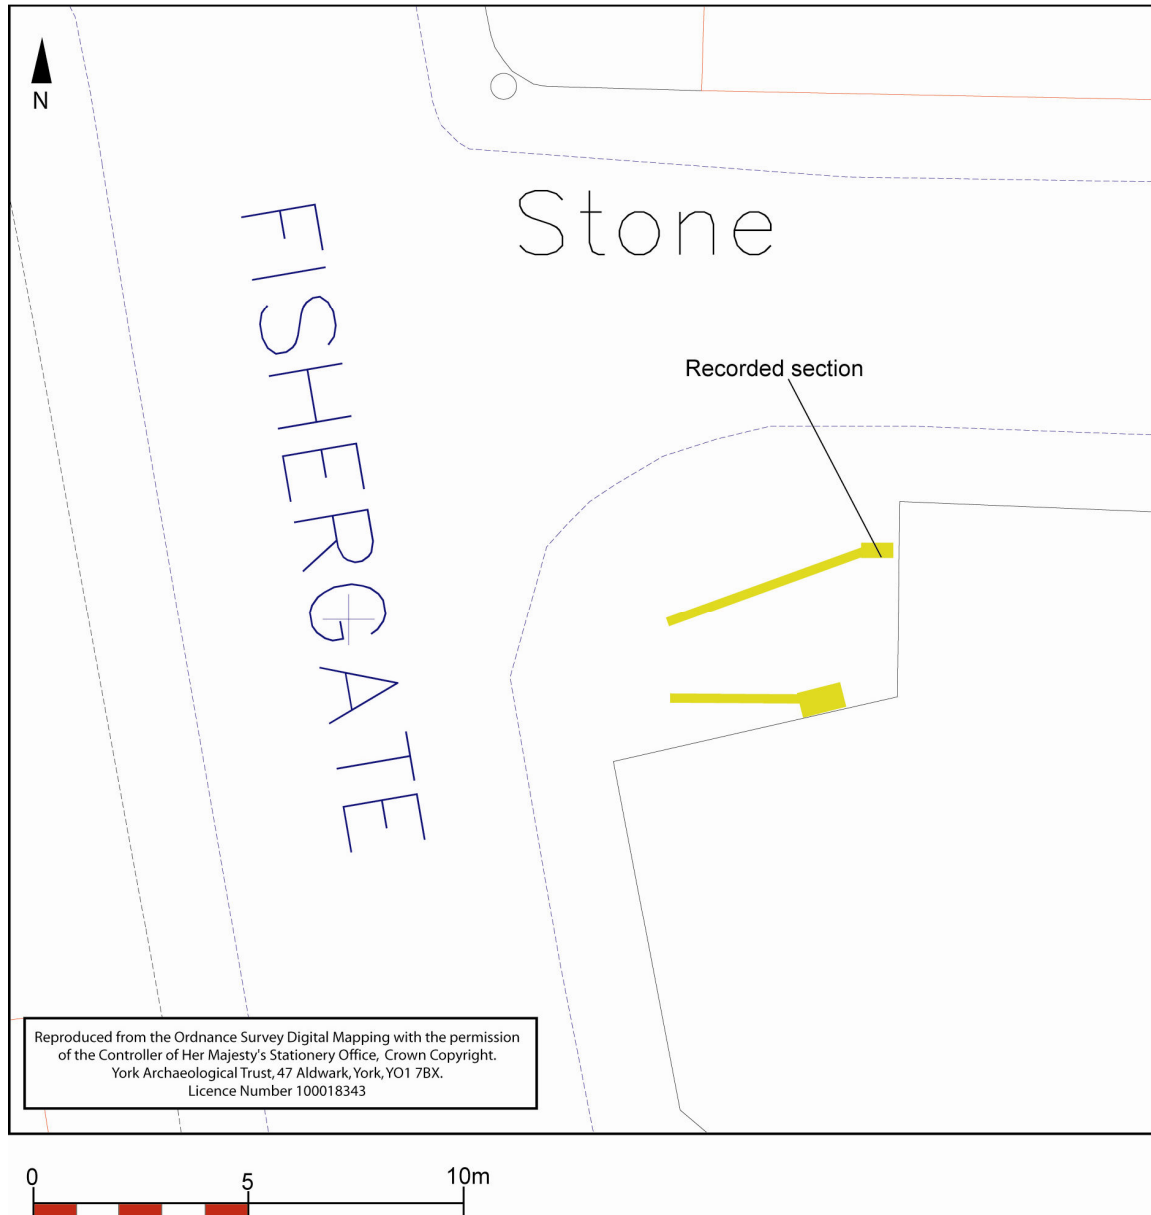 N
Stone
FISHERGATE
Recorded section
Reproduced from the Ordnance Survey Digital Mapping with the permission
of the Controller of Her Majesty's Stationery Office, Crown Copyright.
York Archaeological Trust, 47 Aldwark, York, YO1 7BX.
Licence Number 100018343
0 5 10m